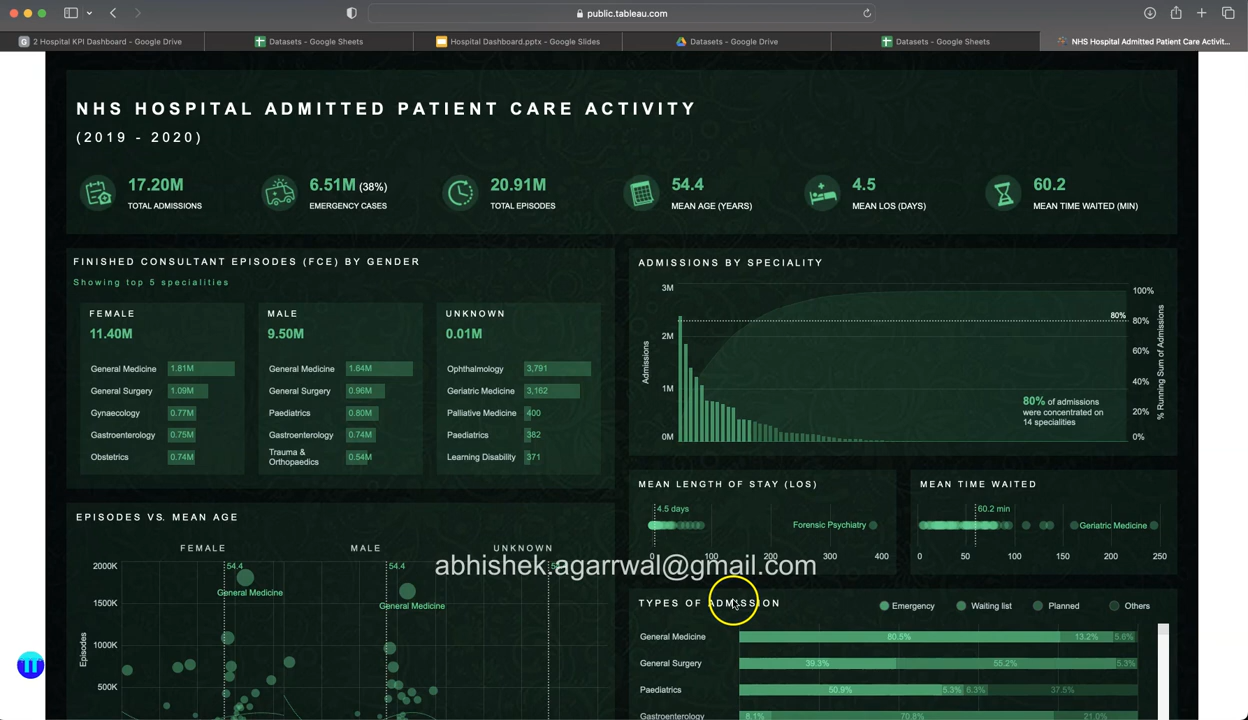 public.tableau.com
2 Hospital KPI Dashboard - Google Drive
Datasets - Google Sheets
Hospital Dashboard.pptx - Google Slides
Datasets - Google Drive
Datasets - Google Sheets
NHS Hospital Admitted Patient Care Activit...
NHS HOSPITAL ADMITTED PATIENT CARE ACTIVITY
(2019 - 2020)
17.20M
TOTAL ADMISSIONS
6.51M (38%)
EMERGENCY CASES
20.91M
TOTAL EPISODES
54.4
MEAN AGE (YEARS)
4.5
MEAN LOS (DAYS)
60.2
MEAN TIME WAITED (MIN)
FINISHED CONSULTANT EPISODES (FCE) BY GENDER
Showing top 5 specialities
FEMALE
11.40M
General Medicine 1.81M
General Surgery 1.09M
Gynaecology 0.77M
Gastroenterology 0.75M
Obstetrics 0.74M
MALE
9.50M
General Medicine 1.64M
General Surgery 0.96M
Paediatrics 0.80M
Gastroenterology 0.74M
Trauma &
Orthopaedics 0.54M
UNKNOWN
0.01M
Ophthalmology 3,791
Geriatric Medicine 3,162
Palliative Medicine 400
Paediatrics 382
Learning Disability 371
ADMISSIONS BY SPECIALITY
3M
2M
1M
0M
Admissions
100%
80%
80%
60%
40%
20%
0%
% Running Sum of Admissions
80% of admissions
were concentrated on
14 specialities
MEAN LENGTH OF STAY (LOS)
4.5 days
Forensic Psychiatry
0 100 200 300 400
MEAN TIME WAITED
60.2 min
Geriatric Medicine
0 50 100 150 200 250
EPISODES VS. MEAN AGE
FEMALE MALE UNKNOWN
2000K
1500K
1000K
500K
Episodes
54.4
General Medicine
54.4
General Medicine
abhishek.agarrwal@gmail.com
TYPES OF ADMISSION
Emergency Waiting list Planned Others
General Medicine 80.5% 13.2% 5.6%
General Surgery 39.3% 55.2% 5.3%
Paediatrics 50.9% 5.3% 6.3% 37.5%
Gastroenterology 8.1% 70.8% 21.0%